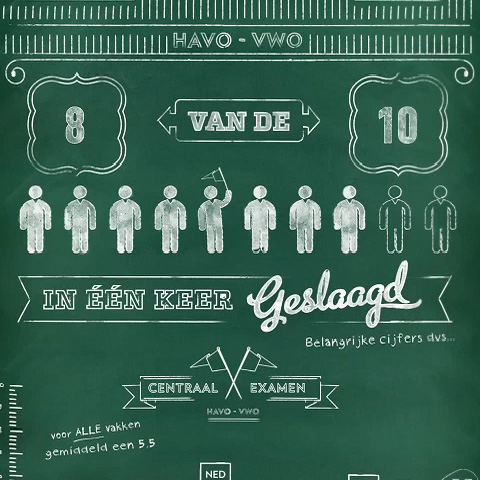 HAVO - VWO
8 VAN DE 10
IN ÉÉN KEER Geslaagd
Belangrijke cijfers dus...
CENTRAAL EXAMEN
HAVO - VWO
voor ALLE vakken
gemiddeld een 5.5
NED